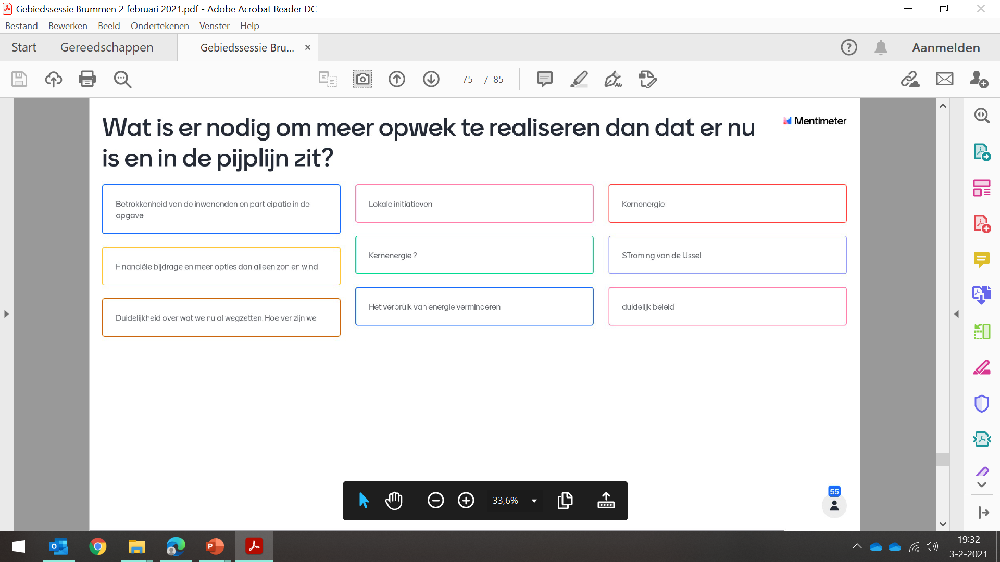 Gebiedssessie Brummen 2 februari 2021.pdf - Adobe Acrobat Reader DC
Bestand Bewerken Beeld Ondertekenen Venster Help
Start Gereedschappen Gebiedssessie Bru... × Aanmelden
75 / 85
Wat is er nodig om meer opwek te realiseren dan dat er nu
is en in de pijplijn zit?
Mentimeter
Betrokkenheid van de inwonenden en participatie in de
opgave
Financiële bijdrage en meer opties dan alleen zon en wind
Duidelijkheid over wat we nu al wegzetten. Hoe ver zijn we
Lokale initiatieven
Kernenergie ?
Het verbruik van energie verminderen
Kernenergie
STroming van de IJssel
duidelijk beleid
33,6%
55
19:32
3-2-2021